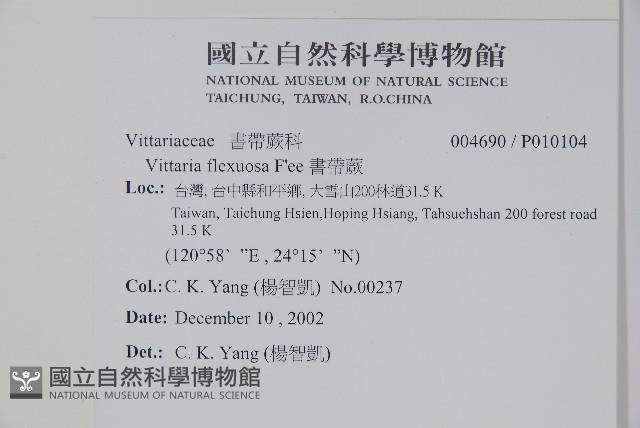 國立自然科學博物館
NATIONAL MUSEUM OF NATURAL SCIENCE
TAICHUNG, TAIWAN, R.O.CHINA
Vittariaceae 書帶蕨科 004690 / P010104
Vittaria flexuosa F'ee 書帶蕨
Loc.: 台灣, 台中縣和平鄉, 大雪山200林道31.5 K
Taiwan, Taichung Hsien,Hoping Hsiang, Tahsuehshan 200 forest road
31.5 K
(120°58’ ”E , 24°15’ ”N)
Col.: C. K. Yang (楊智凱) No.00237
Date: December 10 , 2002
Det.: C. K. Yang (楊智凱)
國立自然科學博物館
NATIONAL MUSEUM OF NATURAL SCIENCE